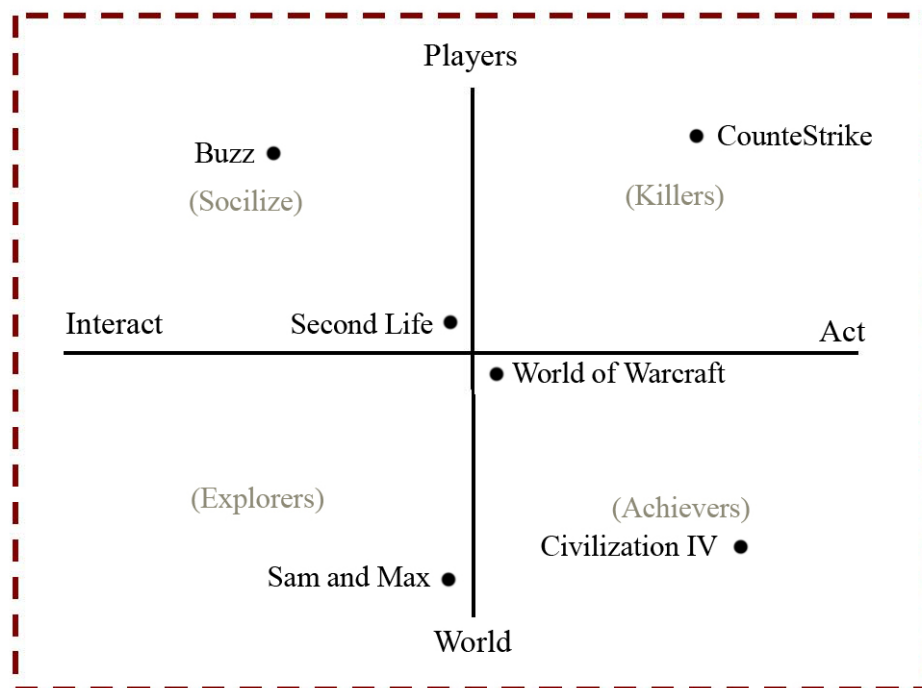 Players
CounteStrike
Buzz
(Socilize)
(Killers)
Interact
Second Life
Act
World of Warcraft
(Explorers)
(Achievers)
Civilization IV
Sam and Max
World